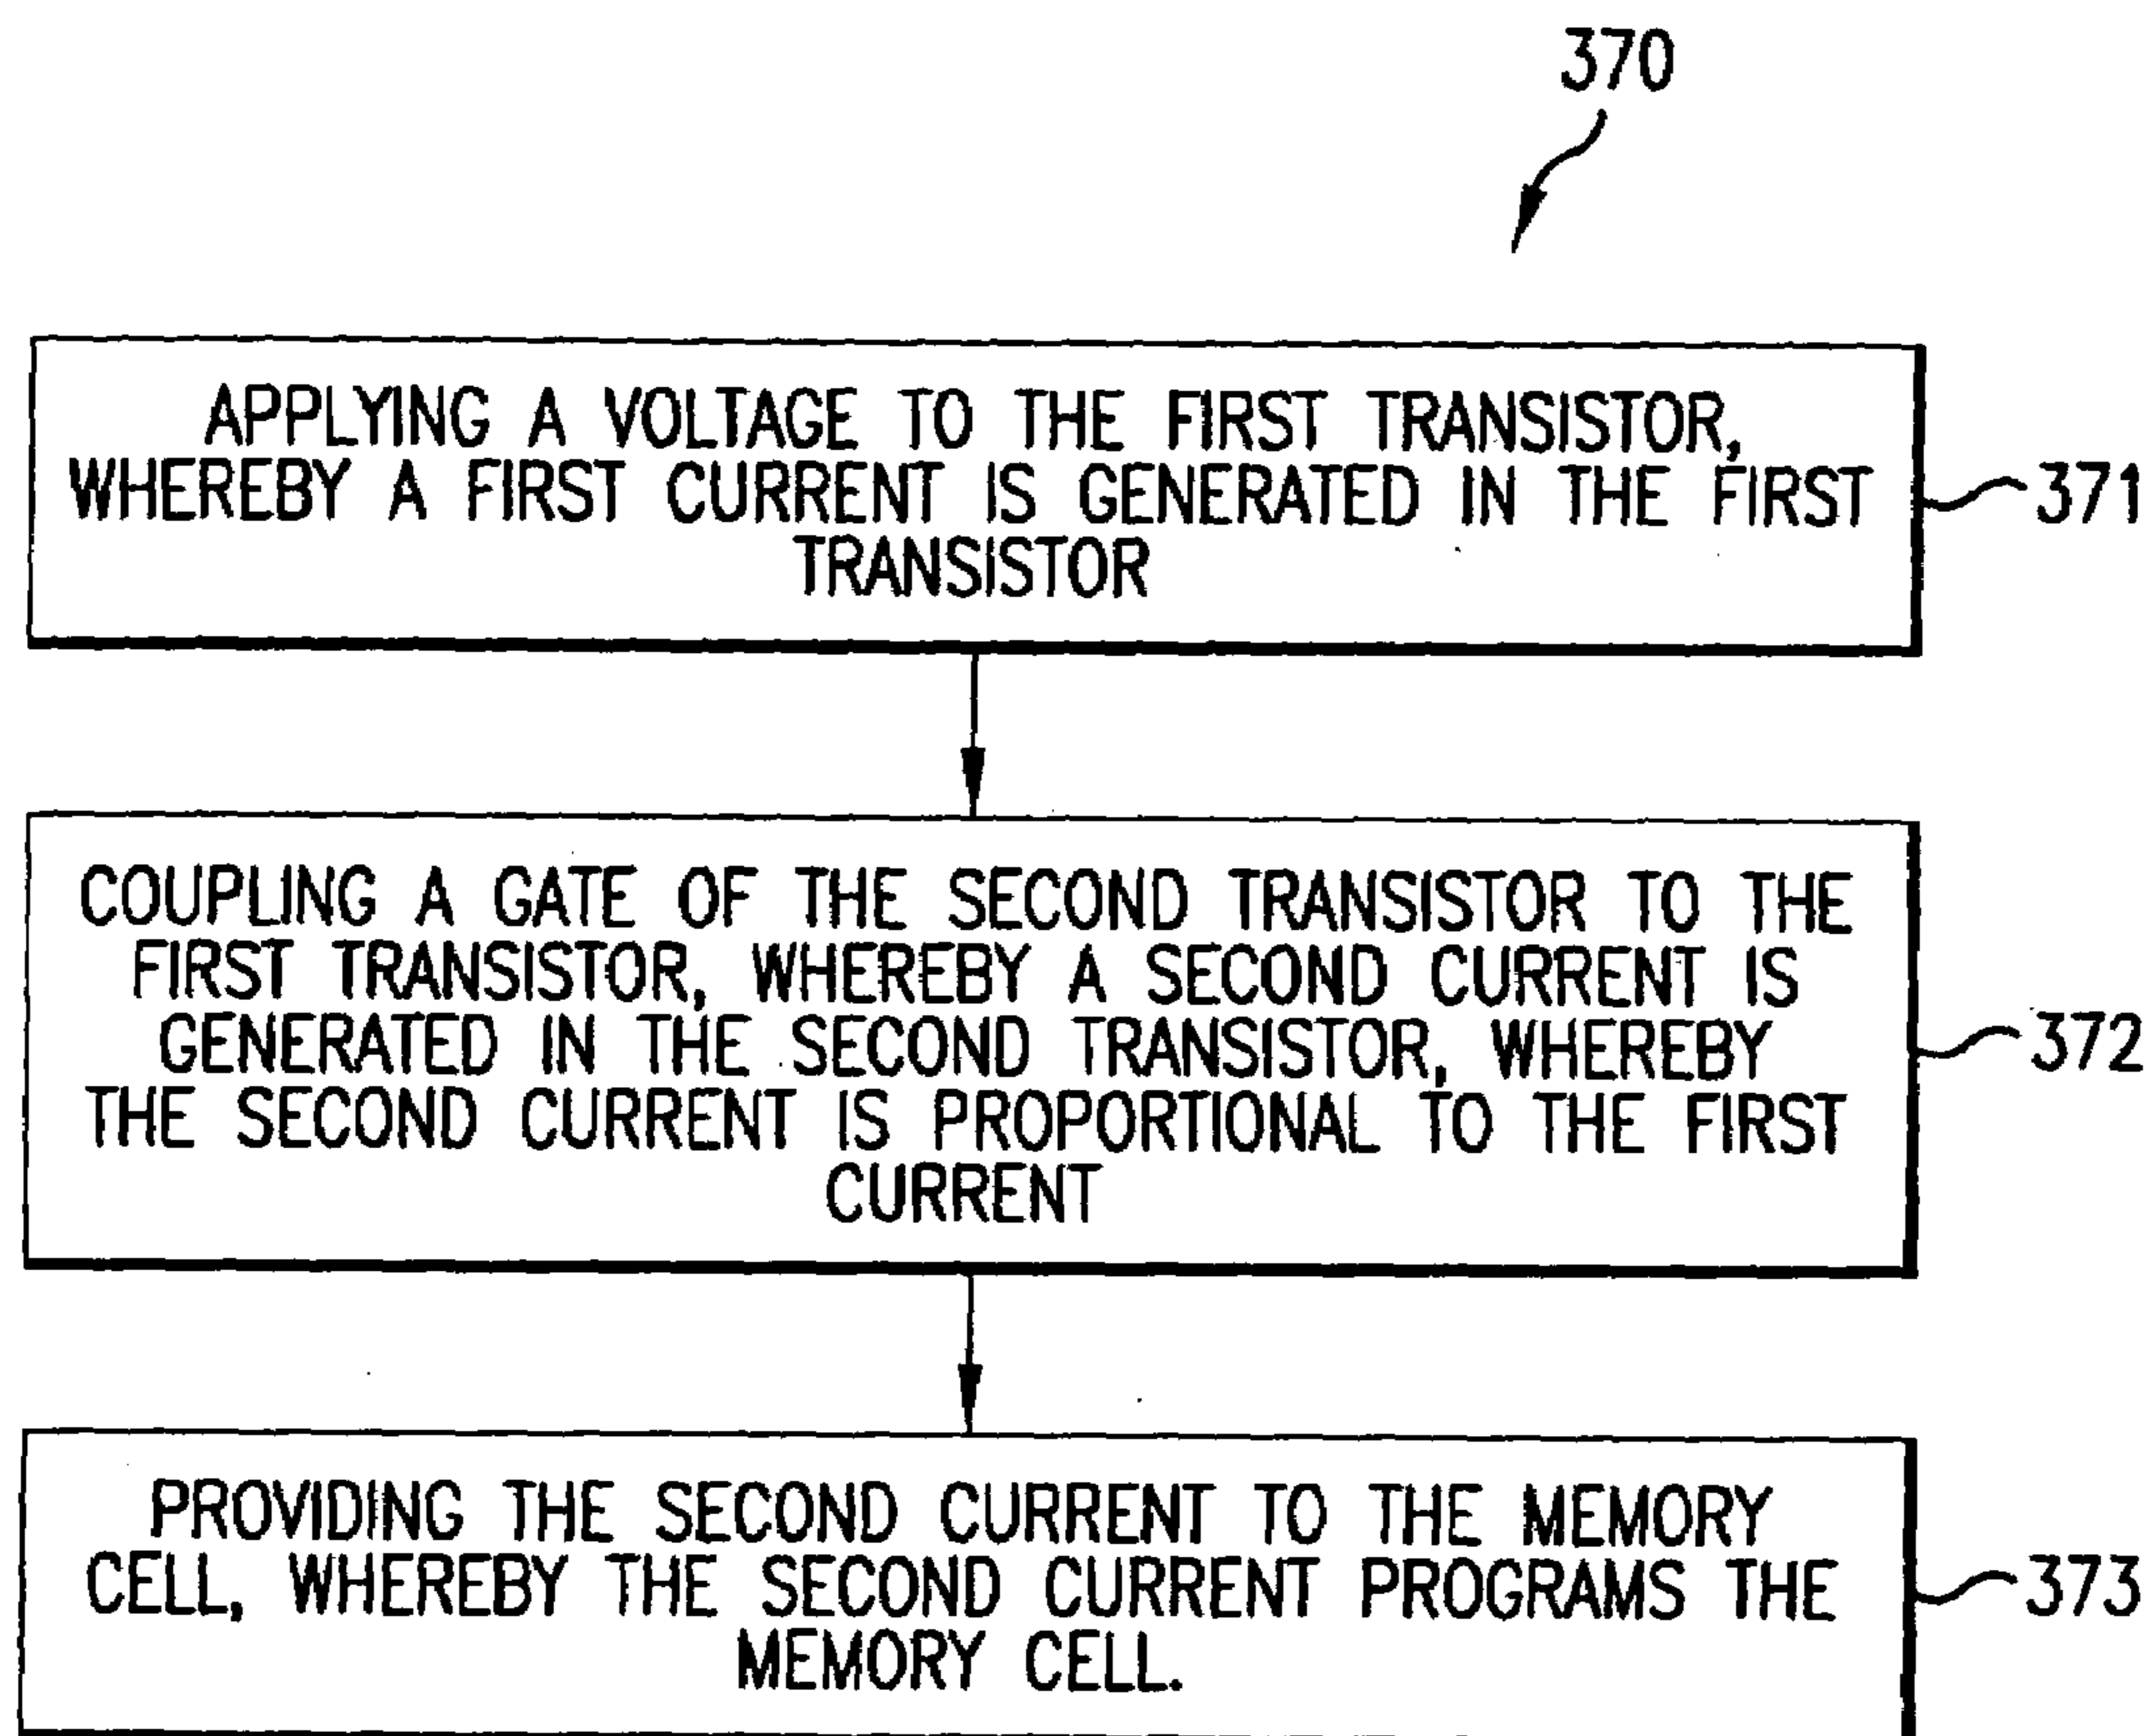 370
APPLYING A VOLTAGE TO THE FIRST TRANSISTOR,
WHEREBY A FIRST CURRENT IS GENERATED IN THE FIRST
TRANSISTOR
371
COUPLING A GATE OF THE SECOND TRANSISTOR TO THE
FIRST TRANSISTOR, WHEREBY A SECOND CURRENT IS
GENERATED IN THE SECOND TRANSISTOR, WHEREBY
THE SECOND CURRENT IS PROPORTIONAL TO THE FIRST
CURRENT
372
PROVIDING THE SECOND CURRENT TO THE MEMORY
CELL, WHEREBY THE SECOND CURRENT PROGRAMS THE
MEMORY CELL.
373